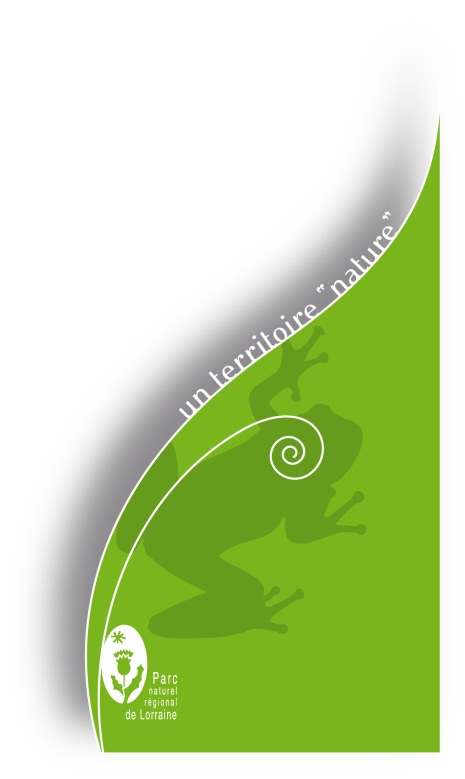 un territoire "nature"
Parc
naturel
régional
de Lorraine